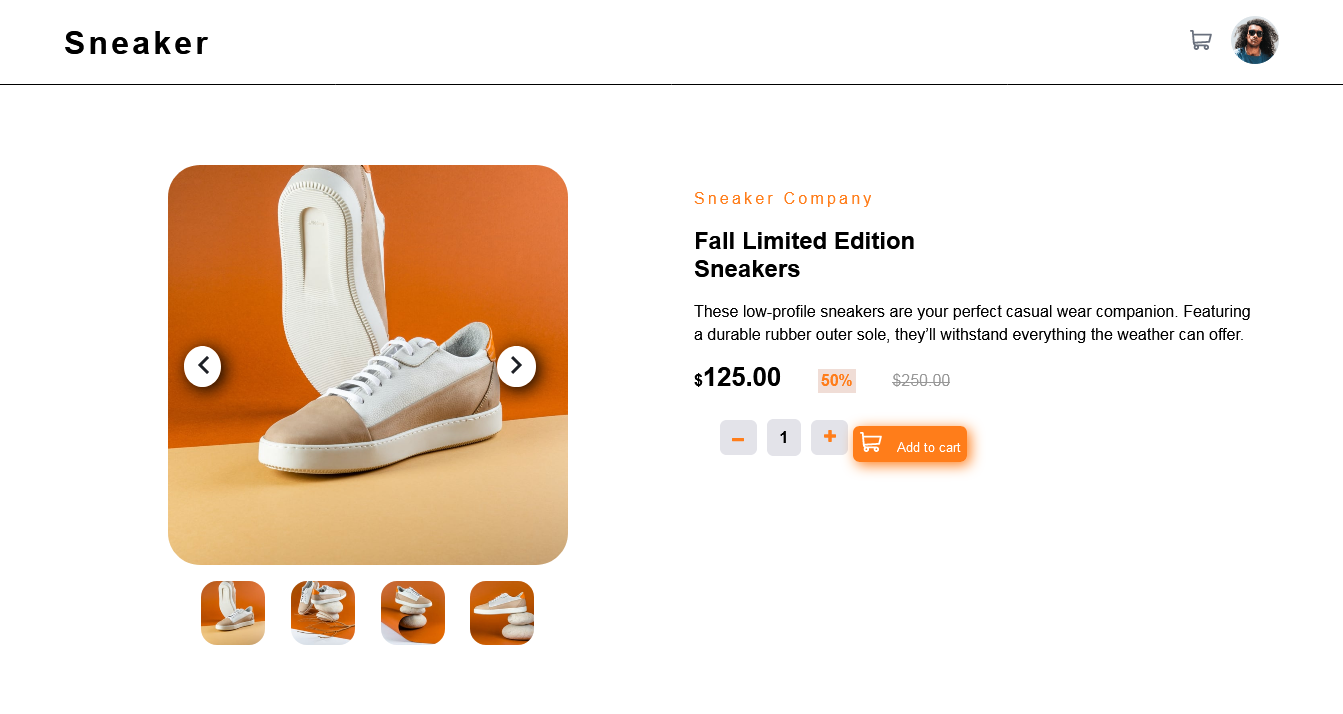 Sneaker
Sneaker Company
Fall Limited Edition
Sneakers
These low-profile sneakers are your perfect casual wear companion. Featuring
a durable rubber outer sole, they’ll withstand everything the weather can offer.
$125.00 50% $250.00
– 1 + Add to cart